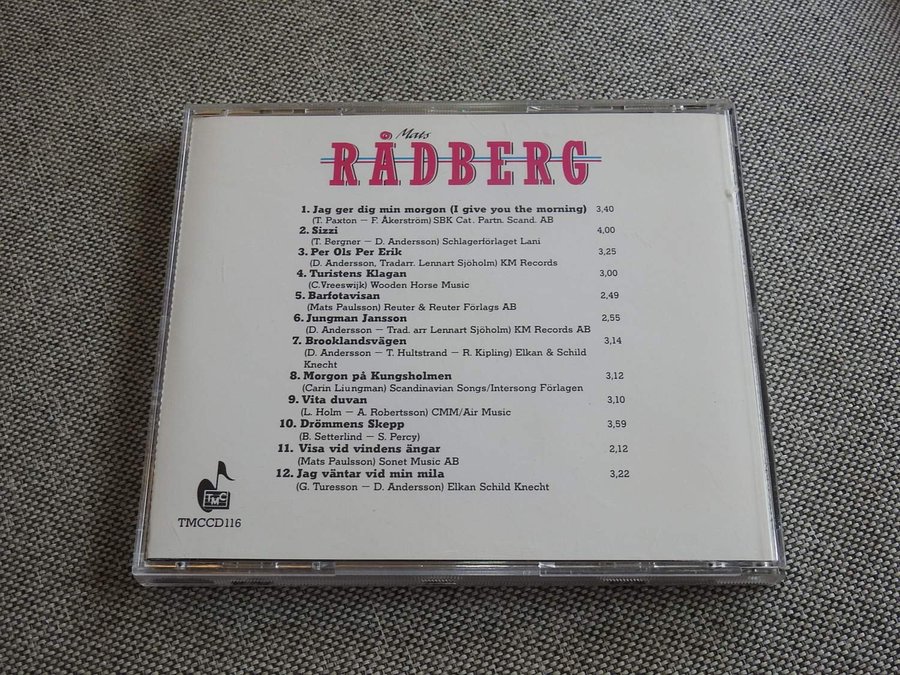 Mats
RÅDBERG
1. Jag ger dig min morgon (I give you the morning) 3,40
(T. Paxton — F. Åkerström) SBK Cat. Partn. Scand. AB
2. Sizzi 4,00
(T. Bergner — D. Andersson) Schlagerförlaget Lani
3. Per Ols Per Erik 3,25
(D. Andersson, Tradarr. Lennart Sjöholm) KM Records
4. Turistens Klagan 3,00
(C.Vreeswijk) Wooden Horse Music
5. Barfotavisan 2,49
(Mats Paulsson) Reuter & Reuter Förlags AB
6. Jungman Jansson 2,55
(D. Andersson — Trad. arr Lennart Sjöholm) KM Records AB
7. Brooklandsvägen 3,14
(D. Andersson — T. Hultstrand — R. Kipling) Elkan & Schild
Knecht
8. Morgon på Kungsholmen 3,12
(Carin Liungman) Scandinavian Songs/Intersong Förlagen
9. Vita duvan 3,10
(L. Holm — A. Robertsson) CMM/Air Music
10. Drömmens Skepp 3,59
(B. Setterlind — S. Percy)
11. Visa vid vindens ängar 2,12
(Mats Paulsson) Sonet Music AB
12. Jag väntar vid min mila 3,22
(G. Turesson — D. Andersson) Elkan Schild Knecht
TMC
TMCCD116